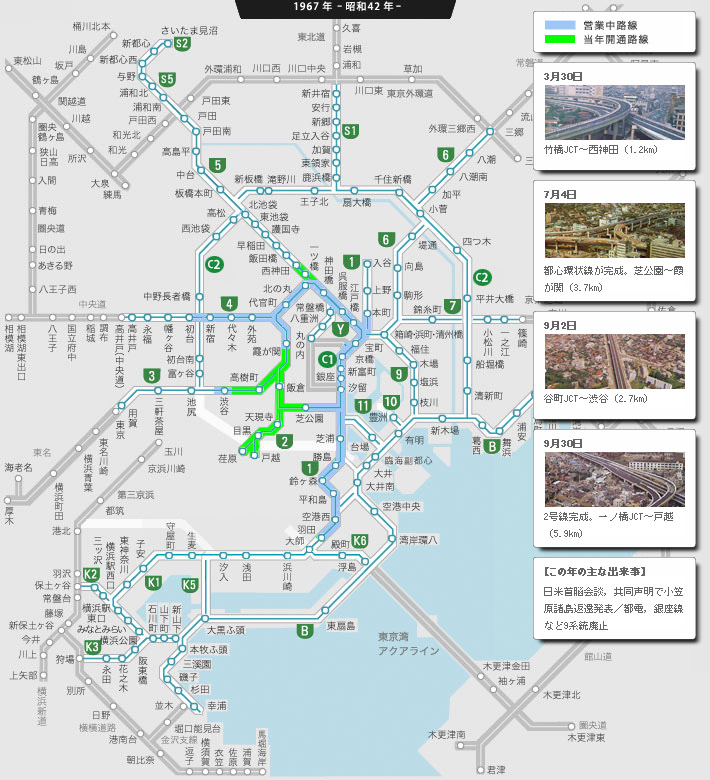 1967 年 -昭和42 年-
営業中路線
当年開通路線
3月30日
竹橋JCT～西神田（1.2km）
7月4日
都心環状線が完成。芝公園～霞
が関（3.7km）
9月2日
谷町JCT～渋谷（2.7km）
9月30日
2号線完成。一ノ橋JCT～戸越
（5.9km）
【この年の主な出来事】
日米首脳会談，共同声明で小笠
原諸島返還発表／都電，銀座線
など9系統廃止
桶川北本
さいたま見沼
S2
新都心
川島
坂戸
新都心西
東松山
与野
S5
鶴ヶ島
浦和北
浦和南
関越道
川越
戸田西
戸田東
戸田
戸田南
和光北
和光
圏央
鶴ヶ島
狭山
日高
所沢
入間
大泉
練馬
青梅
圏央道
日の出
あきる野
八王子西
中央道
外環浦和
川口西
川口中央
東北道
久喜
岩槻
浦和
川口東
草加
東京外環道
常磐道
外環三郷西
三郷
流山
新井宿
安行
新郷
足立入谷
加賀
東領家
鹿浜橋
S1
高島平
中台
板橋本町
5
新板橋
滝野川
王子北
扇大橋
千住新橋
小菅
加平
八潮南
八潮
6
高松
西池袋
北池袋
東池袋
護国寺
早稲田
飯田橋
西神田
一ツ橋
神田橋
呉服橋
江戸橋
1
入谷
上野
本町
6
堤通
四つ木
向島
駒形
錦糸町
7
C2
平井大橋
小松川
一之江
篠崎
船堀橋
清新町
葛西
舞浜
浦安
B
C2
中野長者橋
北の丸
代官町
4
初台
新宿
代々木
外苑
霞が関
常盤橋
八重洲
丸の内
Y
宝町
京橋
C1
銀座
新富町
汐留
箱崎・浜町・清洲橋
福住
木場
塩浜
枝川
9
10
豊洲
11
新木場
有明
台場
臨海副都心
大井
大井南
空港中央
湾岸環八
相模湖
相模湖東出口
八王子
国立府中
稲城
調布
高井戸(中央道)
高井戸
永福
幡ヶ谷
初台南
富ヶ谷
3
渋谷
高樹町
飯倉
天現寺
目黒
芝公園
2
荏原
戸越
芝浦
勝島
1
鈴ヶ森
平和島
空港西
羽田
大師
殿町
K6
浮島
東京
用賀
三軒茶屋
池尻
玉川
京浜川崎
第三京浜
都筑
港北
東名
東名川崎
横浜青葉
横浜町田
海老名
厚木
羽沢
三ツ沢
横浜駅西口
東神奈川
子安
守屋町
生麦
汐入
浅田
浜川崎
K2
K1
K5
保土ヶ谷
常盤台
横浜駅
東口
みなとみらい
横浜公園
石川町
山下町
新山下
藤塚
新保土ヶ谷
今井
川上
上矢部
狩場
横浜新道
K3
永田
花之木
阪東橋
別所
日野
横横道路
港南台
朝比奈
大黒ふ頭
本牧ふ頭
三溪園
磯子
杉田
幸浦
並木
堀口能見台
金沢支線
逗子
横須賀
衣笠
佐原
浦賀
馬堀海岸
東扇島
B
東京湾
アクアライン
木更津金田
袖ヶ浦
木更津北
館山道
圏央道
木更津東
木更津南
君津